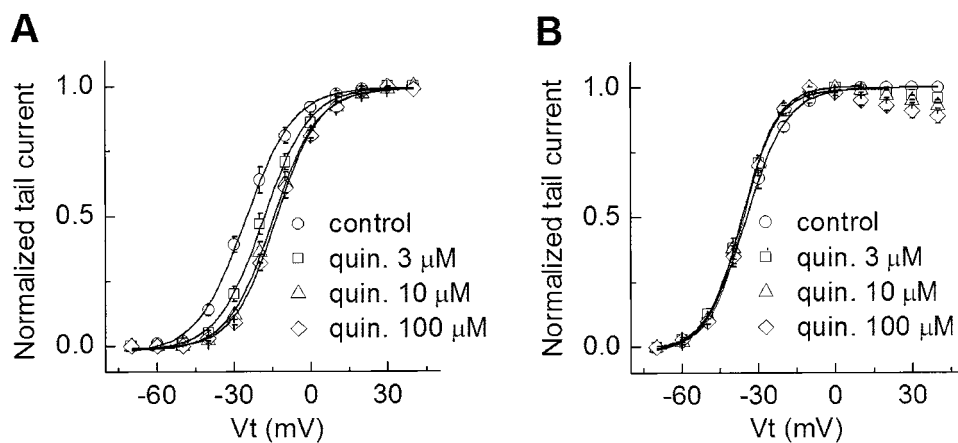 A
Normalized tail current
1.0
0.5
0.0
control
quin. 3 μM
quin. 10 μM
quin. 100 μM
-60
-30
0
30
Vt (mV)
B
Normalized tail current
1.0
0.5
0.0
control
quin. 3 μM
quin. 10 μM
quin. 100 μM
-60
-30
0
30
Vt (mV)